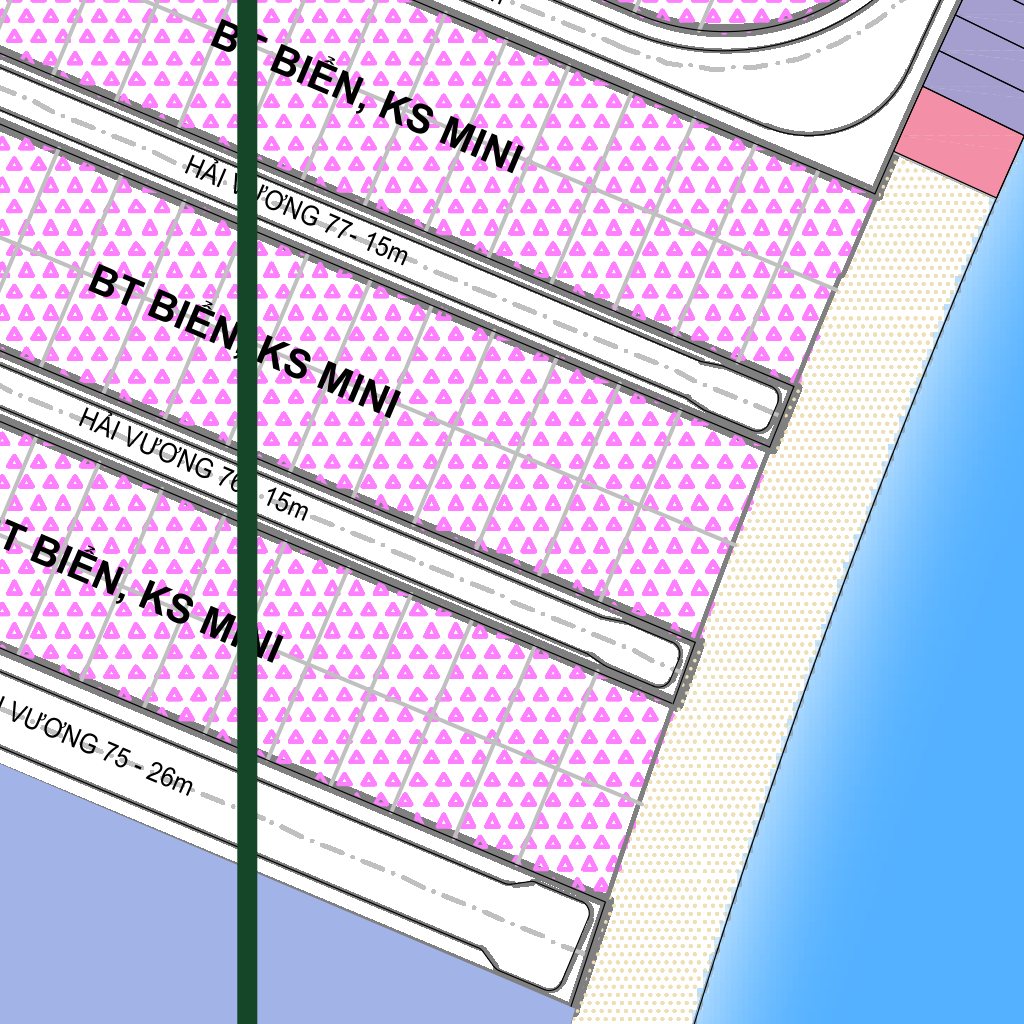 BT BIỂN, KS MINI
HẢI VƯƠNG 77- 15m
BT BIỂN, KS MINI
HẢI VƯƠNG 76 - 15m
BIỂN, KS MINI
VƯƠNG 75 - 26m